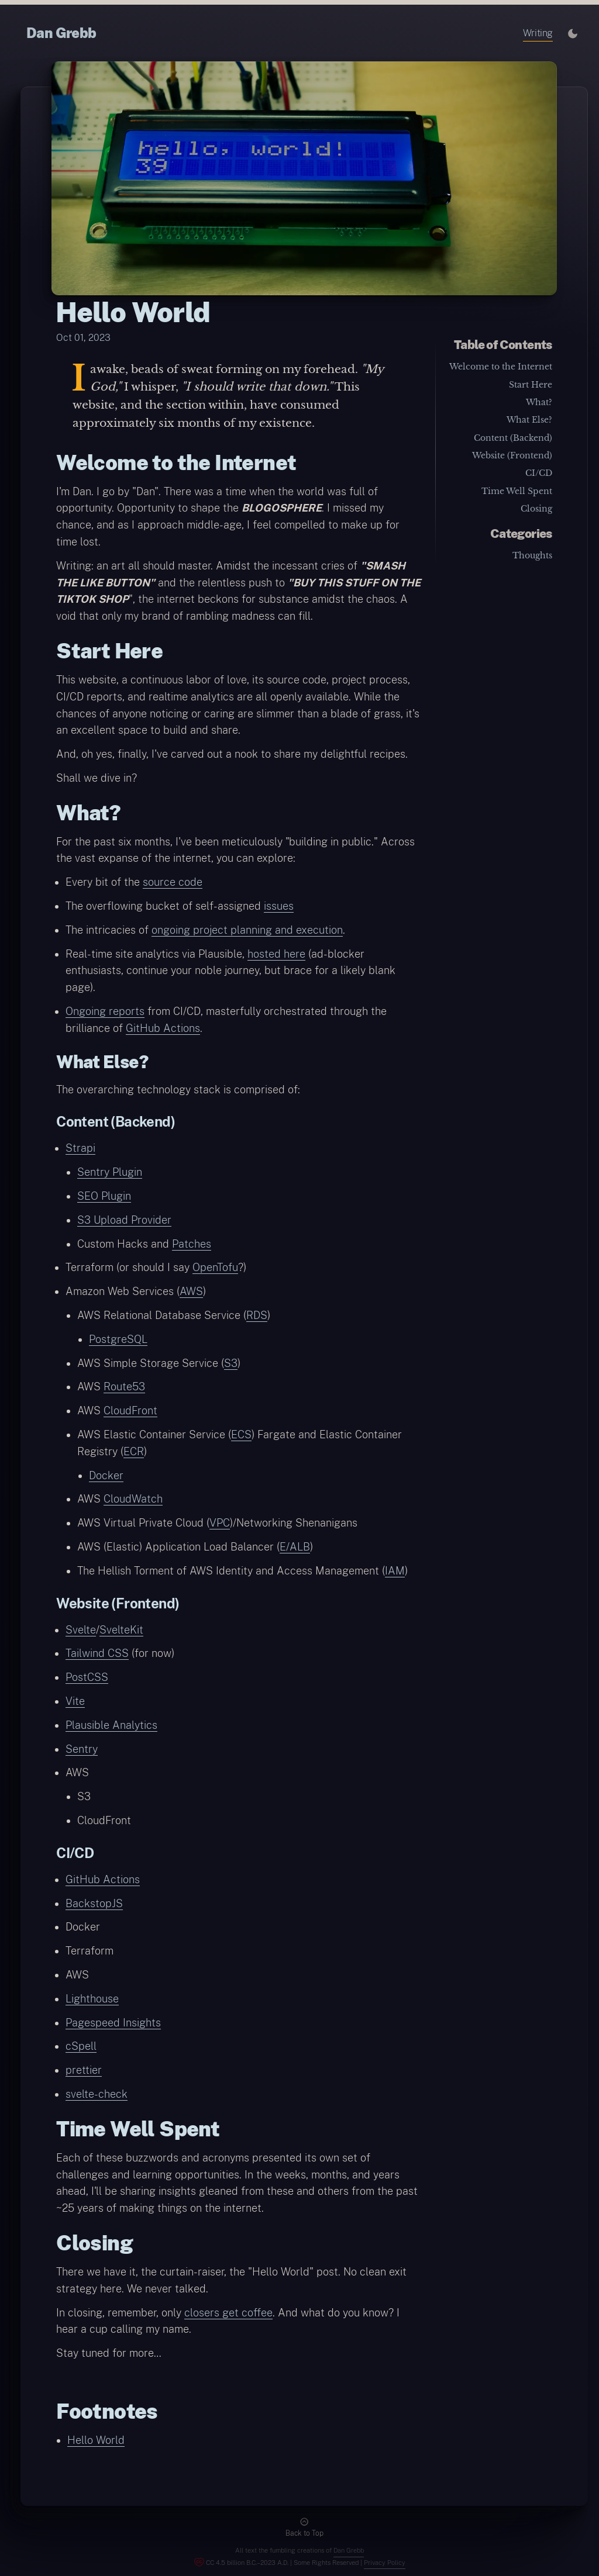 Dan Grebb
Writing
hello, world!
39
Hello World
Oct 01, 2023
I awake, beads of sweat forming on my forehead. "My
God," I whisper, "I should write that down." This
website, and the section within, have consumed
approximately six months of my existence.
Table of Contents
Welcome to the Internet
Start Here
What?
What Else?
Content (Backend)
Website (Frontend)
CI/CD
Time Well Spent
Closing
Categories
Thoughts
Welcome to the Internet
I'm Dan. I go by "Dan". There was a time when the world was full of
opportunity. Opportunity to shape the BLOGOSPHERE. I missed my
chance, and as I approach middle-age, I feel compelled to make up for
time lost.
Writing: an art all should master. Amidst the incessant cries of "SMASH
THE LIKE BUTTON" and the relentless push to "BUY THIS STUFF ON THE
TIKTOK SHOP", the internet beckons for substance amidst the chaos. A
void that only my brand of rambling madness can fill.
Start Here
This website, a continuous labor of love, its source code, project process,
CI/CD reports, and realtime analytics are all openly available. While the
chances of anyone noticing or caring are slimmer than a blade of grass, it's
an excellent space to build and share.
And, oh yes, finally, I've carved out a nook to share my delightful recipes.
Shall we dive in?
What?
For the past six months, I've been meticulously "building in public." Across
the vast expanse of the internet, you can explore:
• Every bit of the source code
• The overflowing bucket of self-assigned issues
• The intricacies of ongoing project planning and execution.
• Real-time site analytics via Plausible, hosted here (ad-blocker
enthusiasts, continue your noble journey, but brace for a likely blank
page).
• Ongoing reports from CI/CD, masterfully orchestrated through the
brilliance of GitHub Actions.
What Else?
The overarching technology stack is comprised of:
Content (Backend)
• Strapi
• Sentry Plugin
• SEO Plugin
• S3 Upload Provider
• Custom Hacks and Patches
• Terraform (or should I say OpenTofu?)
• Amazon Web Services (AWS)
• AWS Relational Database Service (RDS)
• PostgreSQL
• AWS Simple Storage Service (S3)
• AWS Route53
• AWS CloudFront
• AWS Elastic Container Service (ECS) Fargate and Elastic Container
Registry (ECR)
• Docker
• AWS CloudWatch
• AWS Virtual Private Cloud (VPC)/Networking Shenanigans
• AWS (Elastic) Application Load Balancer (E/ALB)
• The Hellish Torment of AWS Identity and Access Management (IAM)
Website (Frontend)
• Svelte/SvelteKit
• Tailwind CSS (for now)
• PostCSS
• Vite
• Plausible Analytics
• Sentry
• AWS
• S3
• CloudFront
CI/CD
• GitHub Actions
• BackstopJS
• Docker
• Terraform
• AWS
• Lighthouse
• Pagespeed Insights
• cSpell
• prettier
• svelte-check
Time Well Spent
Each of these buzzwords and acronyms presented its own set of
challenges and learning opportunities. In the weeks, months, and years
ahead, I'll be sharing insights gleaned from these and others from the past
~25 years of making things on the internet.
Closing
There we have it, the curtain-raiser, the "Hello World" post. No clean exit
strategy here. We never talked.
In closing, remember, only closers get coffee. And what do you know? I
hear a cup calling my name.
Stay tuned for more...
Footnotes
• Hello World
Back to Top
All text the fumbling creations of Dan Grebb
CC 4.5 billion B.C.–2025 A.D. | Some Rights Reserved | Privacy Policy